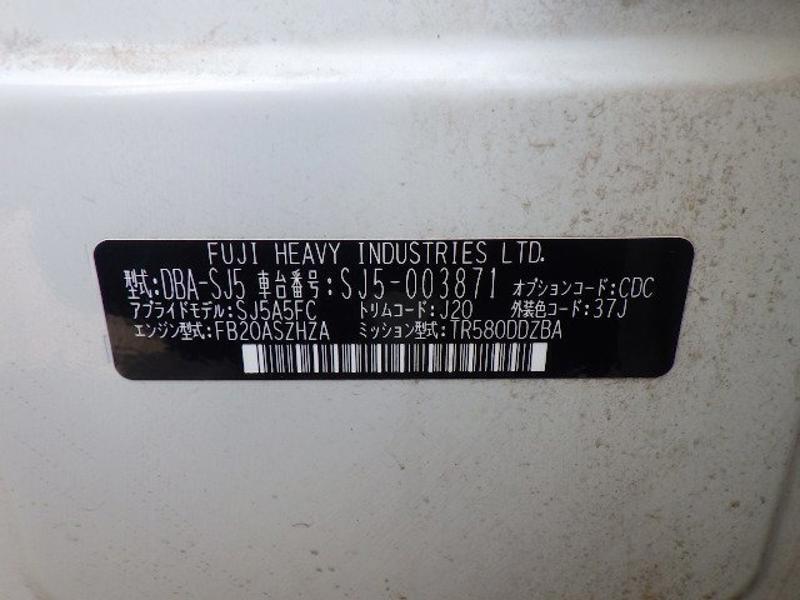 FUJI HEAVY INDUSTRIES LTD.
型式:DBA-SJ5 車台番号:SJ5-003871 オプションコード:CDC
アプライドモデル:SJ5A5FC トリムコード:J20 外装色コード:37J
エンジン型式:FB20ASZHZA ミッション型式:TR580DDZBA